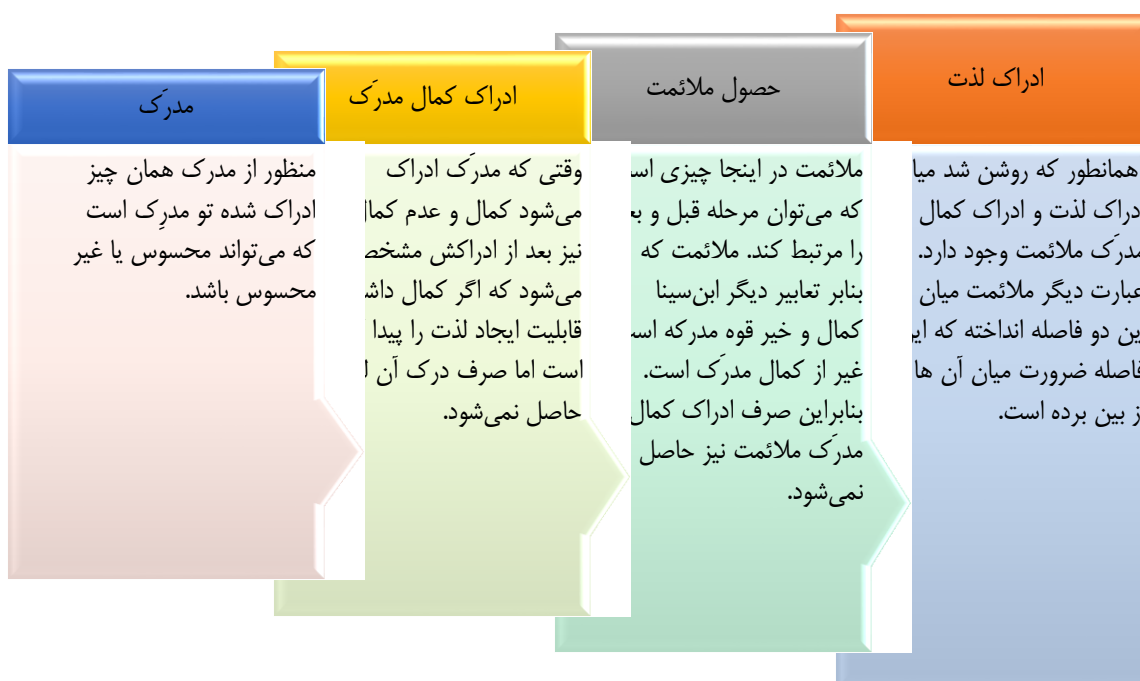 مدرَک
منظور از مدرک همان چیز
ادراک شده تو مدرِک است
که می‌تواند محسوس یا غیر
محسوس باشد.
ادراک کمال مدرَک
وقتی که مدرَک ادراک
می‌شود کمال و عدم کمال
نیز بعد از ادراکش مشخص
می‌شود که اگر کمال داش
قابلیت ایجاد لذت را پیدا
است اما صرف درک آن
حاصل نمی‌شود.
حصول ملائمت
ملائمت در اینجا چیزی اس
که می‌توان مرحله قبل و بع
را مرتبط کند. ملائمت که
بنابر تعابیر دیگر ابن‌سینا
کمال و خیر قوه مدرکه اس
غیر از کمال مدرَک است.
بنابراین صرف ادراک کمال
مدرَک ملائمت نیز حاصل
نمی‌شود.
ادراک لذت
همانطور که روشن شد میا
دراک لذت و ادراک کمال
مدرَک ملائمت وجود دارد.
عبارت دیگر ملائمت میان
ین دو فاصله انداخته که ای
فاصله ضرورت میان آن ها
ز بین برده است.